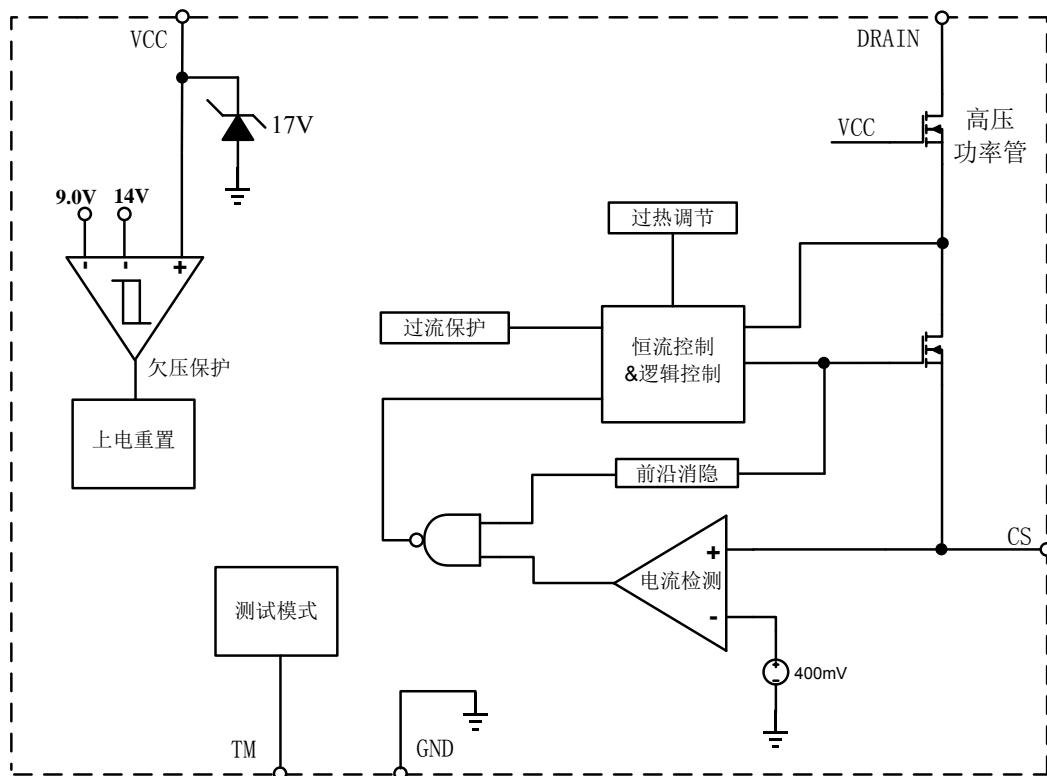 VCC
DRAIN
17V
VCC
高压
功率管
9.0V
14V
-
-
+
过热调节
过流保护
恒流控制
&逻辑控制
欠压保护
上电重置
前沿消隐
CS
+
电流检测
-
测试模式
+
-
400mV
TM
GND